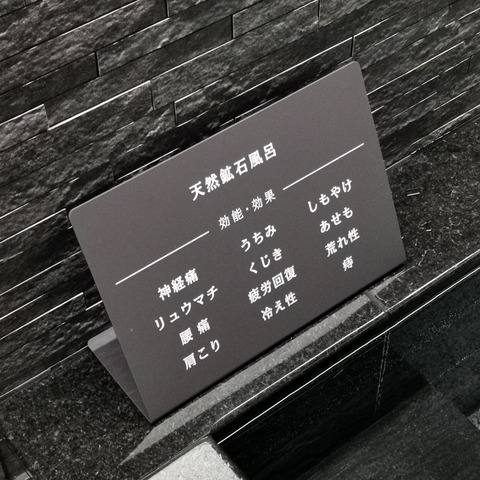 天然鉱石風呂
効能・効果
神経痛
リュウマチ
腰痛
肩こり
うちみ
くじき
疲労回復
冷え性
しもやけ
あせも
荒れ性
痔